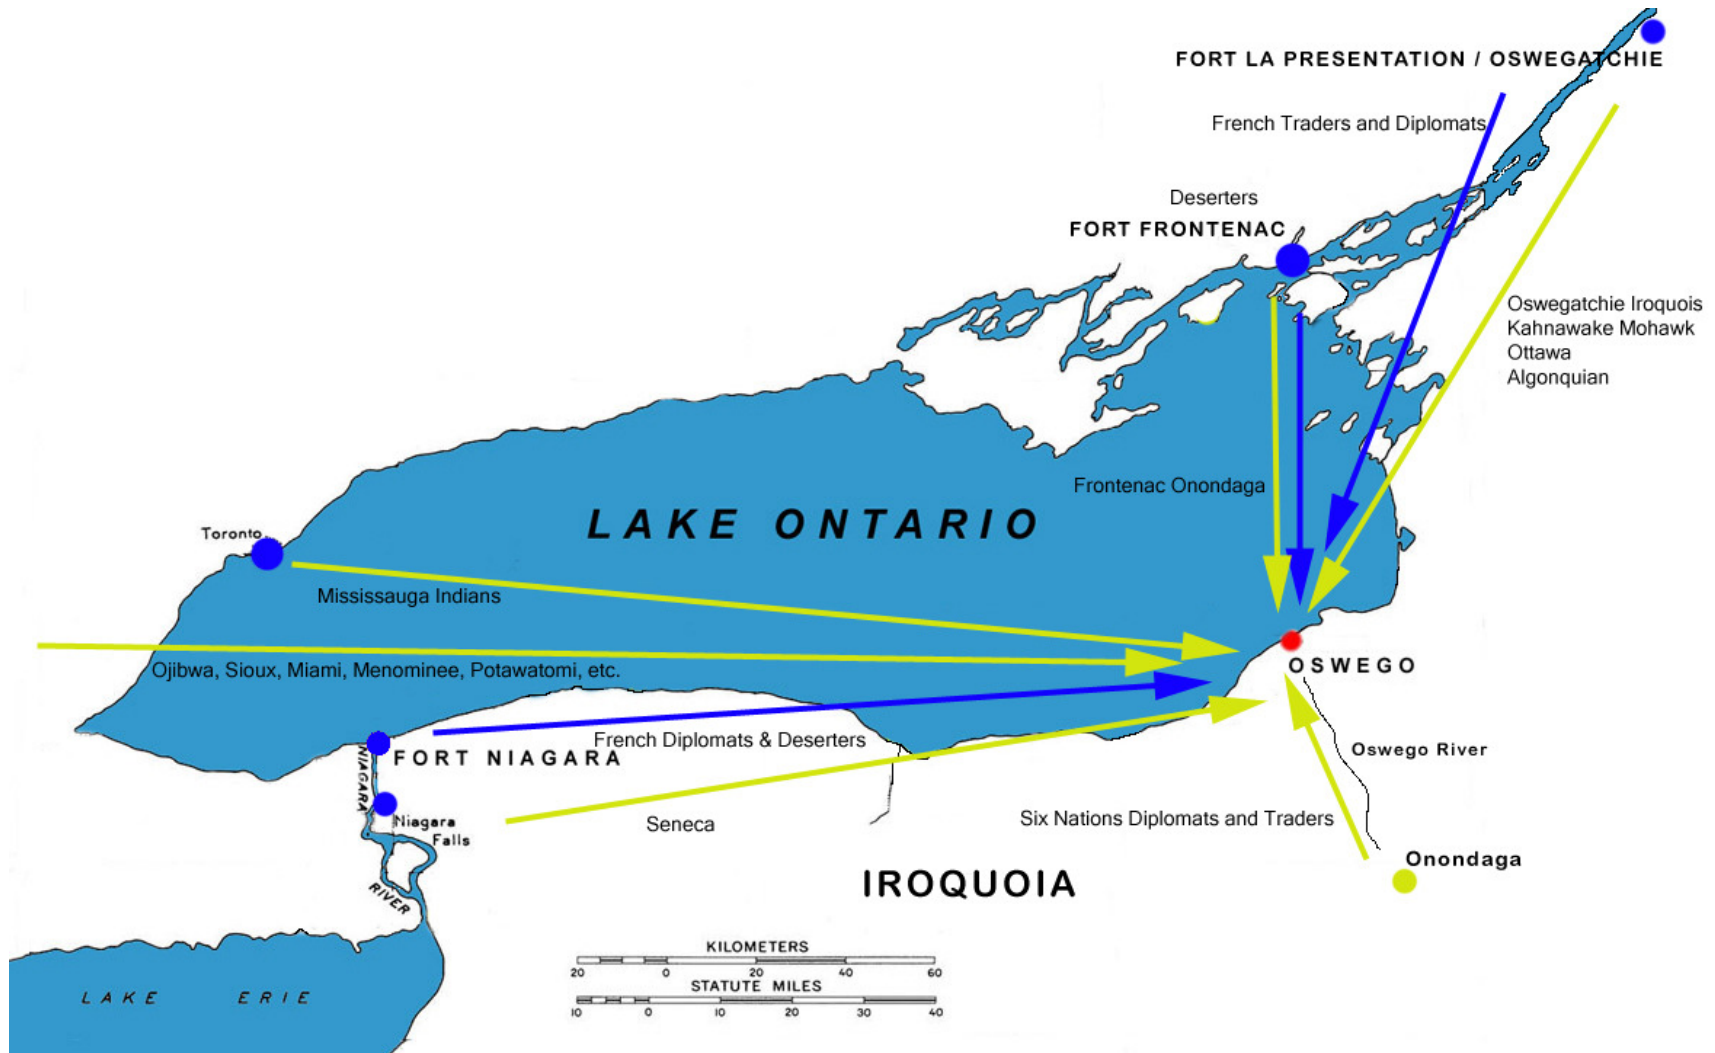 FORT LA PRESENTATION / OSWEGATCHIE
French Traders and Diplomats
Deserters
FORT FRONTENAC
Oswegatchie Iroquois
Kahnawake Mohawk
Ottawa
Algonquian
Frontenac Onondaga
LAKE ONTARIO
Toronto
Mississauga Indians
Ojibwa, Sioux, Miami, Menominee, Potawatomi, etc.
OSWEGO
French Diplomats & Deserters
Oswego River
FORT NIAGARA
NIAGARA
Niagara
Falls
RIVER
Seneca
Six Nations Diplomats and Traders
Onondaga
IROQUOIA
KILOMETERS
20 0 20 40 60
STATUTE MILES
10 0 10 20 30 40
LAKE ERIE